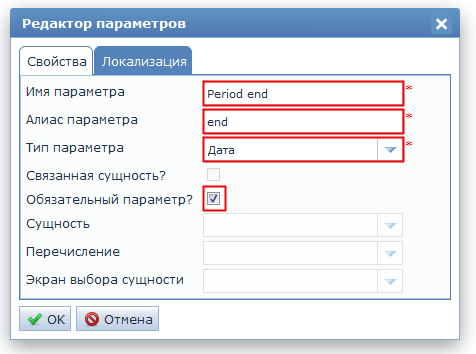 Редактор параметров
Свойства Локализация
Имя параметра Period end *
Алиас параметра end *
Тип параметра Дата *
Связанная сущность?
Обязательный параметр?
Сущность
Перечисление
Экран выбора сущности
OK Отмена